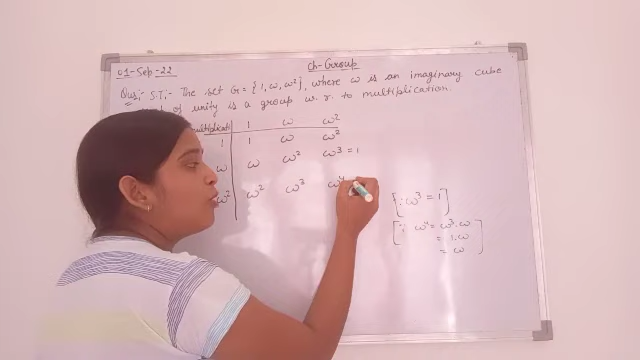 01-Sep-22
Ch-Group
Ques:- S.T:- The set G = { 1, ω, ω²}, where ω is an imaginary cube
of unity is a group w.r. to multiplication.
1 ω ω²
1 1 ω ω²
ω ω ω² ω³ = 1
ω² ω² ω³ ω⁴
[∵ ω³ = 1]
[∵ ω⁴ = ω³.ω
= 1.ω
= ω]